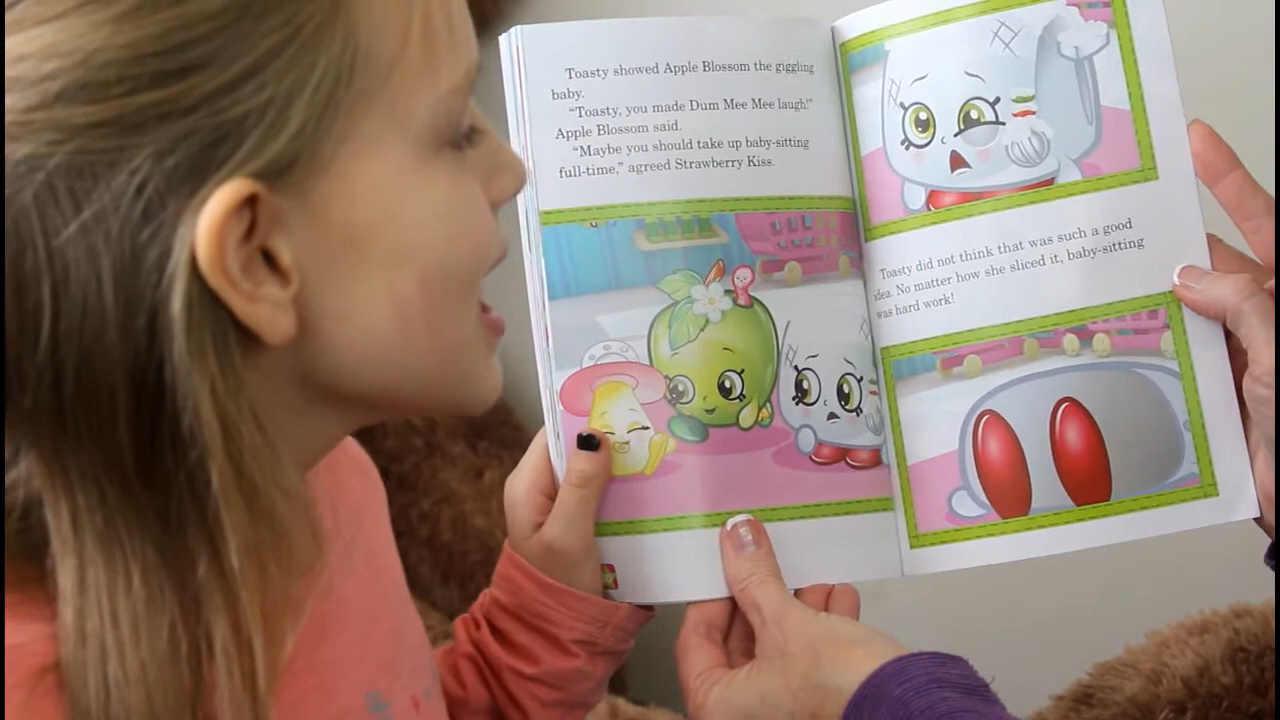 Toasty showed Apple Blossom the giggling
baby.
“Toasty, you made Dum Mee Mee laugh!”
Apple Blossom said.
“Maybe you should take up baby-sitting
full-time,” agreed Strawberry Kiss.
Toasty did not think that was such a good
idea. No matter how she sliced it, baby-sitting
was hard work!